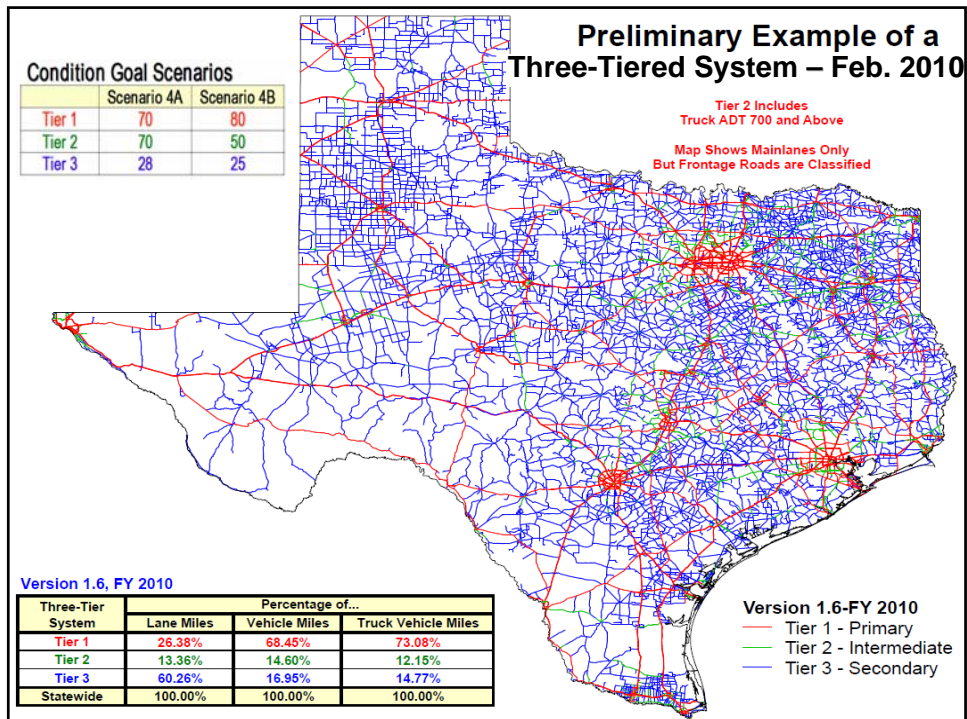 Preliminary Example of a
Three-Tiered System – Feb. 2010
Condition Goal Scenarios
Scenario 4A Scenario 4B
Tier 1 70 80
Tier 2 70 50
Tier 3 28 25
Tier 2 Includes
Truck ADT 700 and Above
Map Shows Mainlanes Only
But Frontage Roads are Classified
Version 1.6, FY 2010
Three-Tier System Percentage of...
Lane Miles Vehicle Miles Truck Vehicle Miles
Tier 1 26.38% 68.45% 73.08%
Tier 2 13.36% 14.60% 12.15%
Tier 3 60.26% 16.95% 14.77%
Statewide 100.00% 100.00% 100.00%
Version 1.6-FY 2010
Tier 1 - Primary
Tier 2 - Intermediate
Tier 3 - Secondary